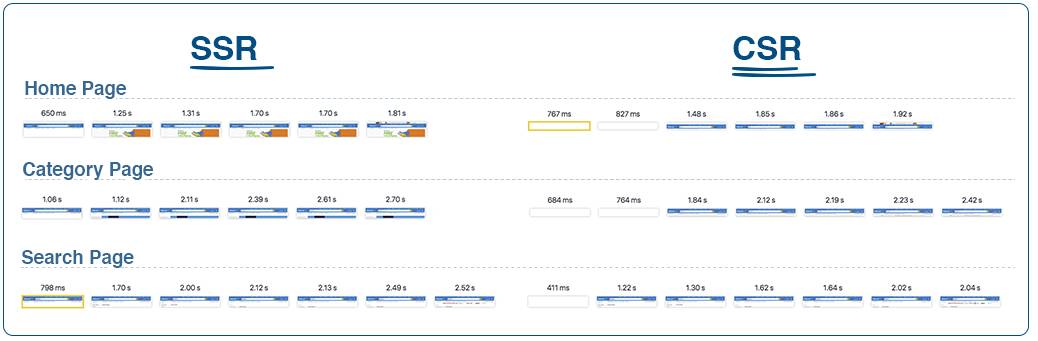 SSR CSR
Home Page
650 ms 1.25 s 1.31 s 1.70 s 1.70 s 1.81 s 767 ms 827 ms 1.48 s 1.85 s 1.86 s 1.92 s
Category Page
1.06 s 1.12 s 2.11 s 2.39 s 2.61 s 2.70 s 684 ms 764 ms 1.84 s 2.12 s 2.19 s 2.23 s 2.42 s
Search Page
798 ms 1.70 s 2.00 s 2.12 s 2.13 s 2.49 s 2.52 s 411 ms 1.22 s 1.30 s 1.62 s 1.64 s 2.02 s 2.04 s